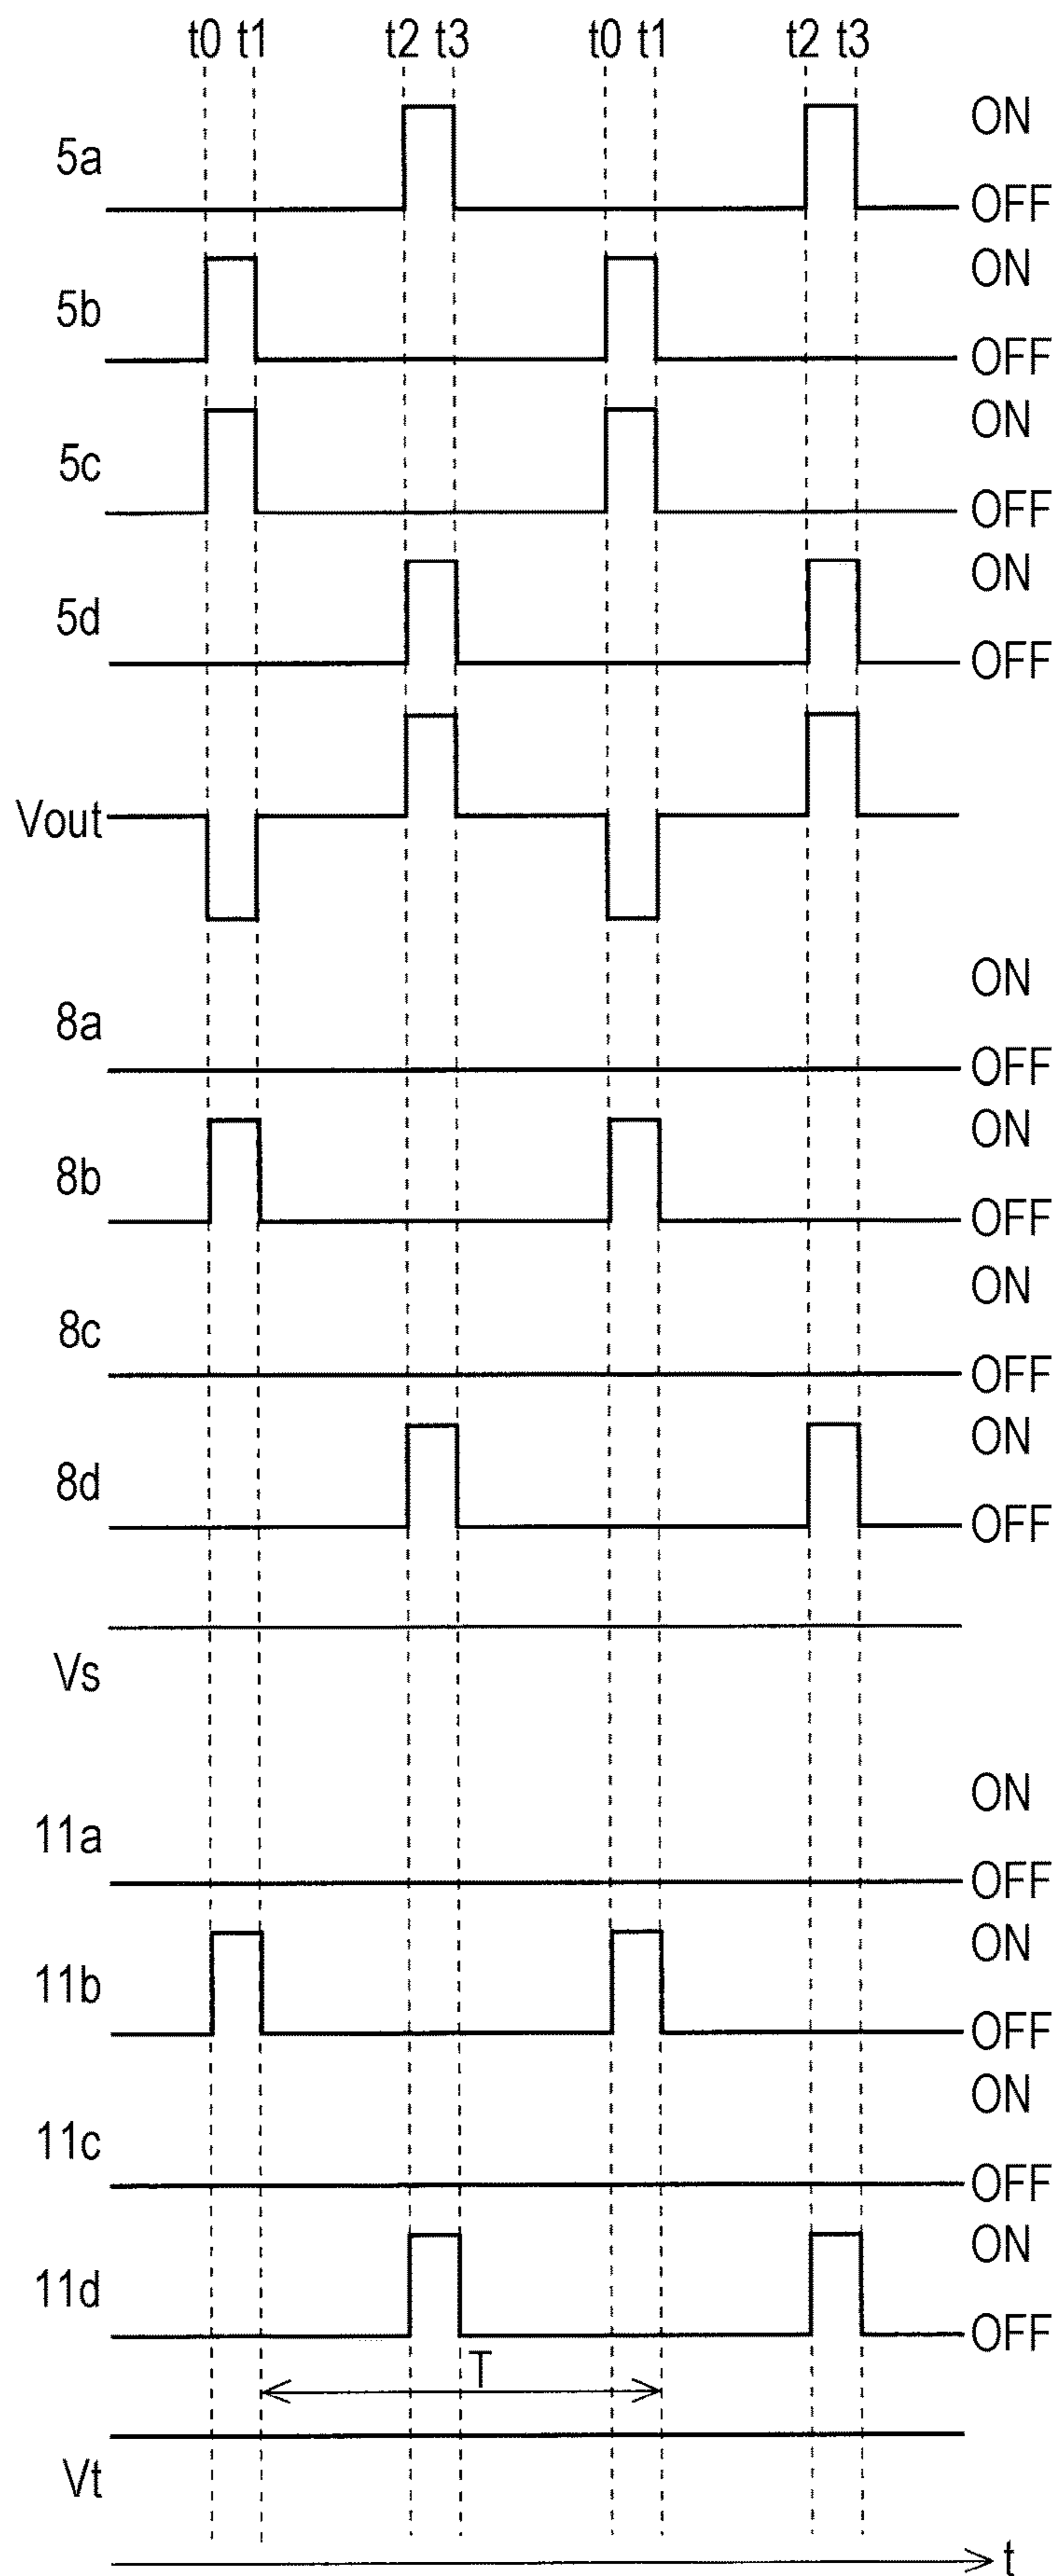 t0 t1 t2 t3 t0 t1 t2 t3
5a ON
OFF
5b ON
OFF
5c ON
OFF
5d ON
OFF
Vout
8a ON
OFF
8b ON
OFF
8c ON
OFF
8d ON
OFF
Vs
11a ON
OFF
11b ON
OFF
11c ON
OFF
11d ON
OFF
T
Vt
t